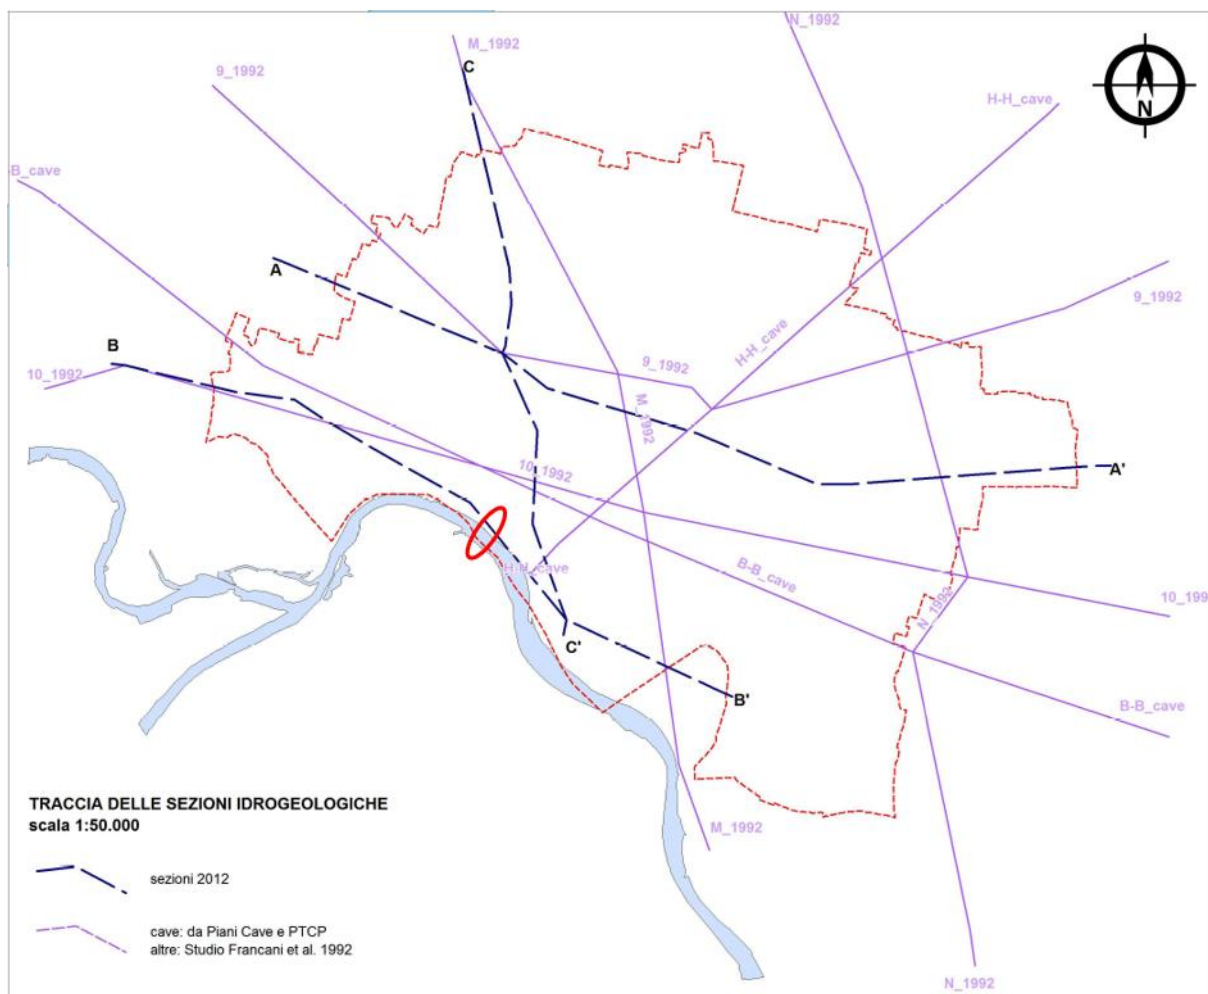 N_1992
M_1992
C
9_1992
H-H_cave
N
-B_cave
A
B
H-H_cave
9_1992
9_1992
10_1992
M_1992
10_1992
A'
H-H_cave
B-B_cave
N_1992
10_199
C'
B'
B-B_cave
TRACCIA DELLE SEZIONI IDROGEOLOGICHE
scala 1:50.000
M_1992
sezioni 2012
cave: da Piani Cave e PTCP
altre: Studio Francani et al. 1992
N_1992